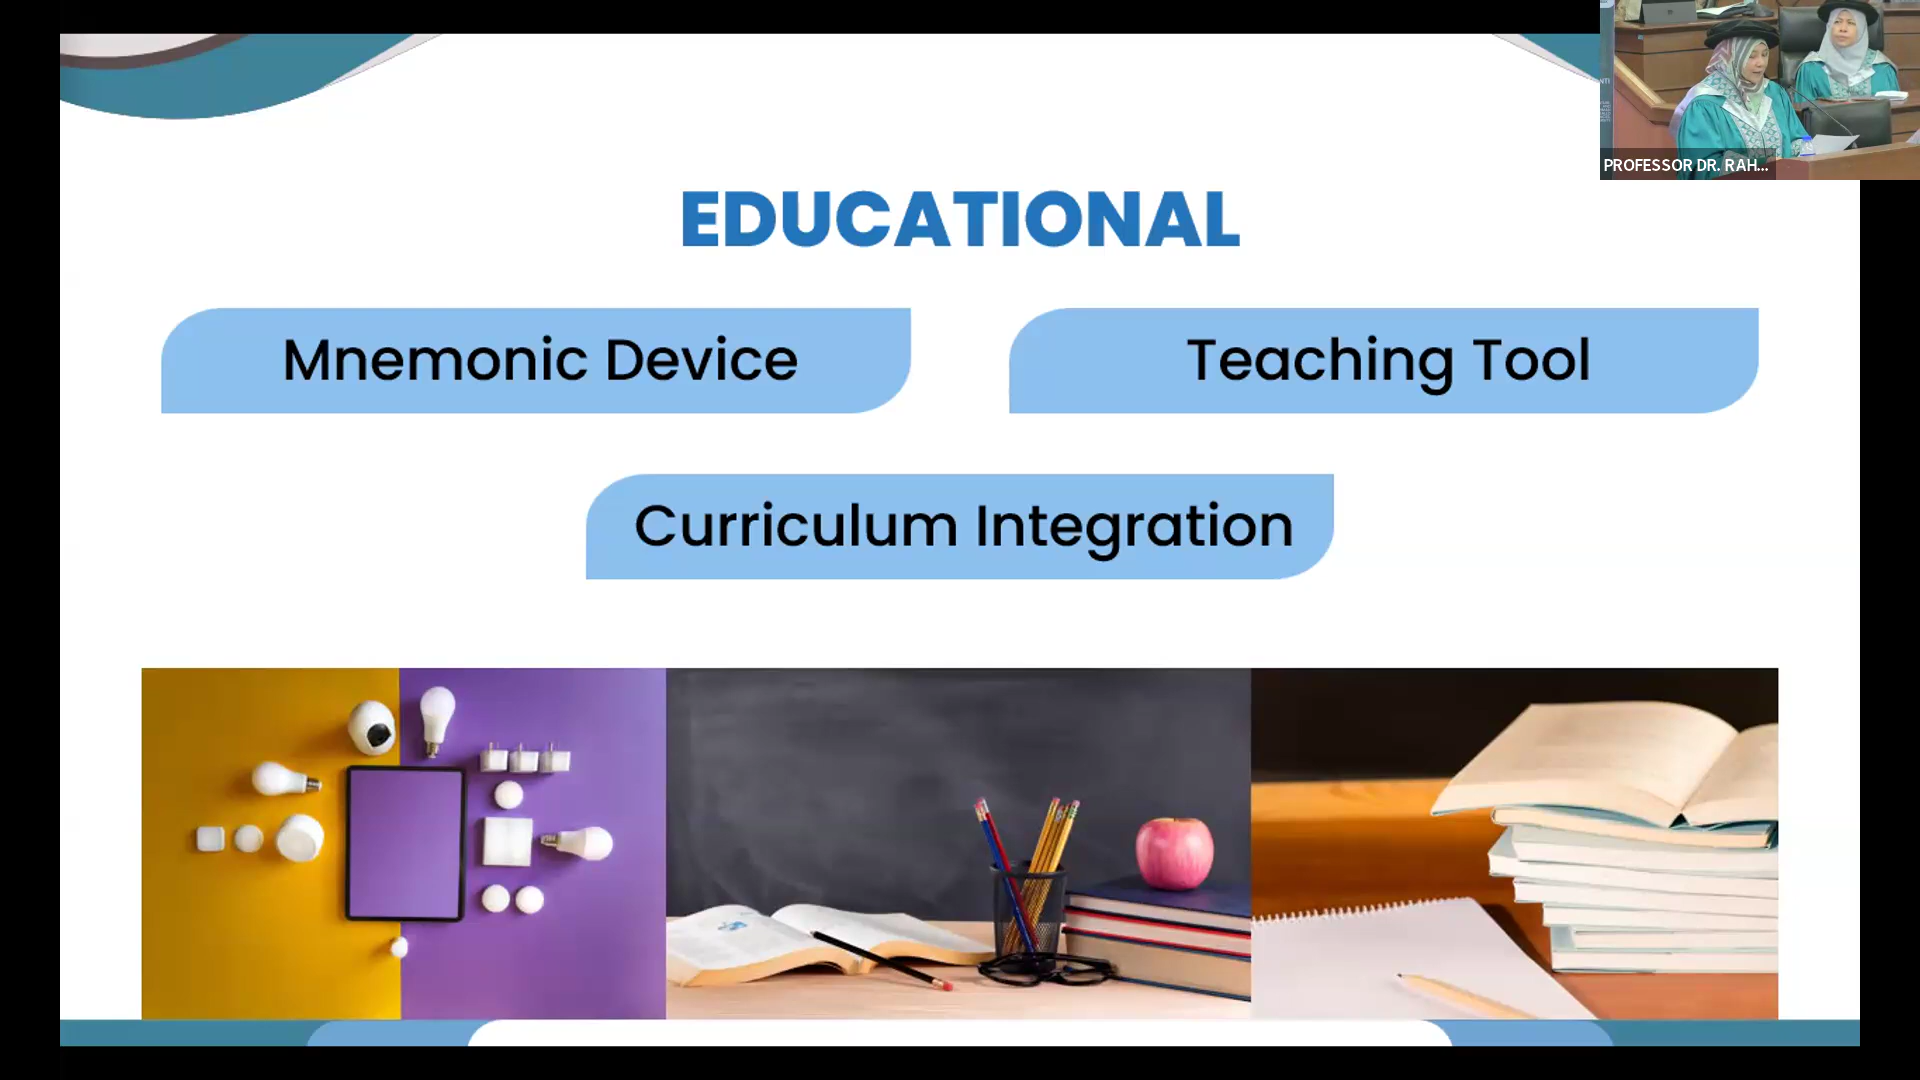 EDUCATIONAL
Mnemonic Device
Teaching Tool
Curriculum Integration
PROFESSOR DR. RAH...